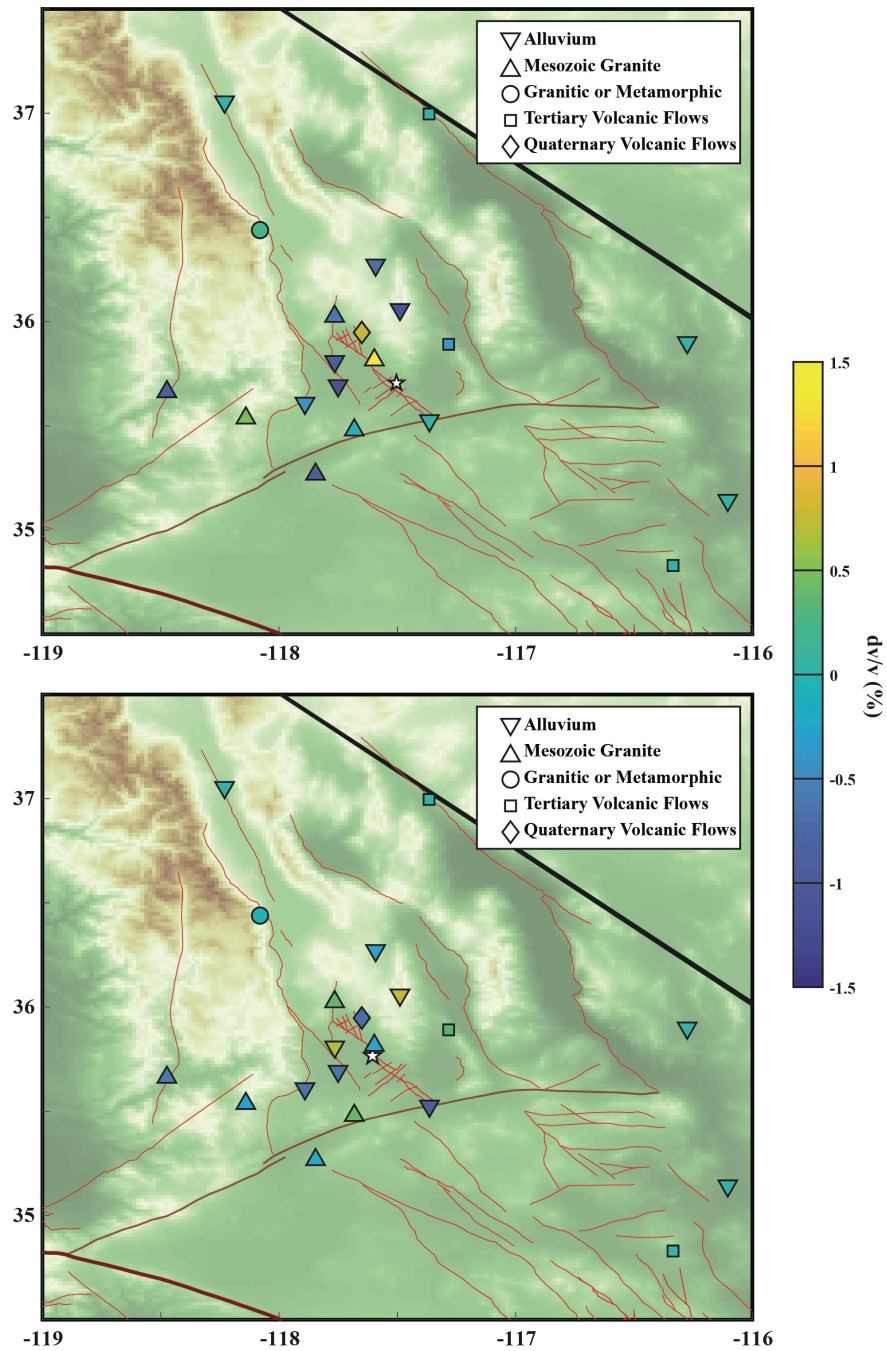 Alluvium
Mesozoic Granite
Granitic or Metamorphic
Tertiary Volcanic Flows
Quaternary Volcanic Flows
37
36
35
-119
-118
-117
-116
1.5
1
0.5
0
-0.5
-1
-1.5
dv/v (%)
Alluvium
Mesozoic Granite
Granitic or Metamorphic
Tertiary Volcanic Flows
Quaternary Volcanic Flows
37
36
35
-119
-118
-117
-116